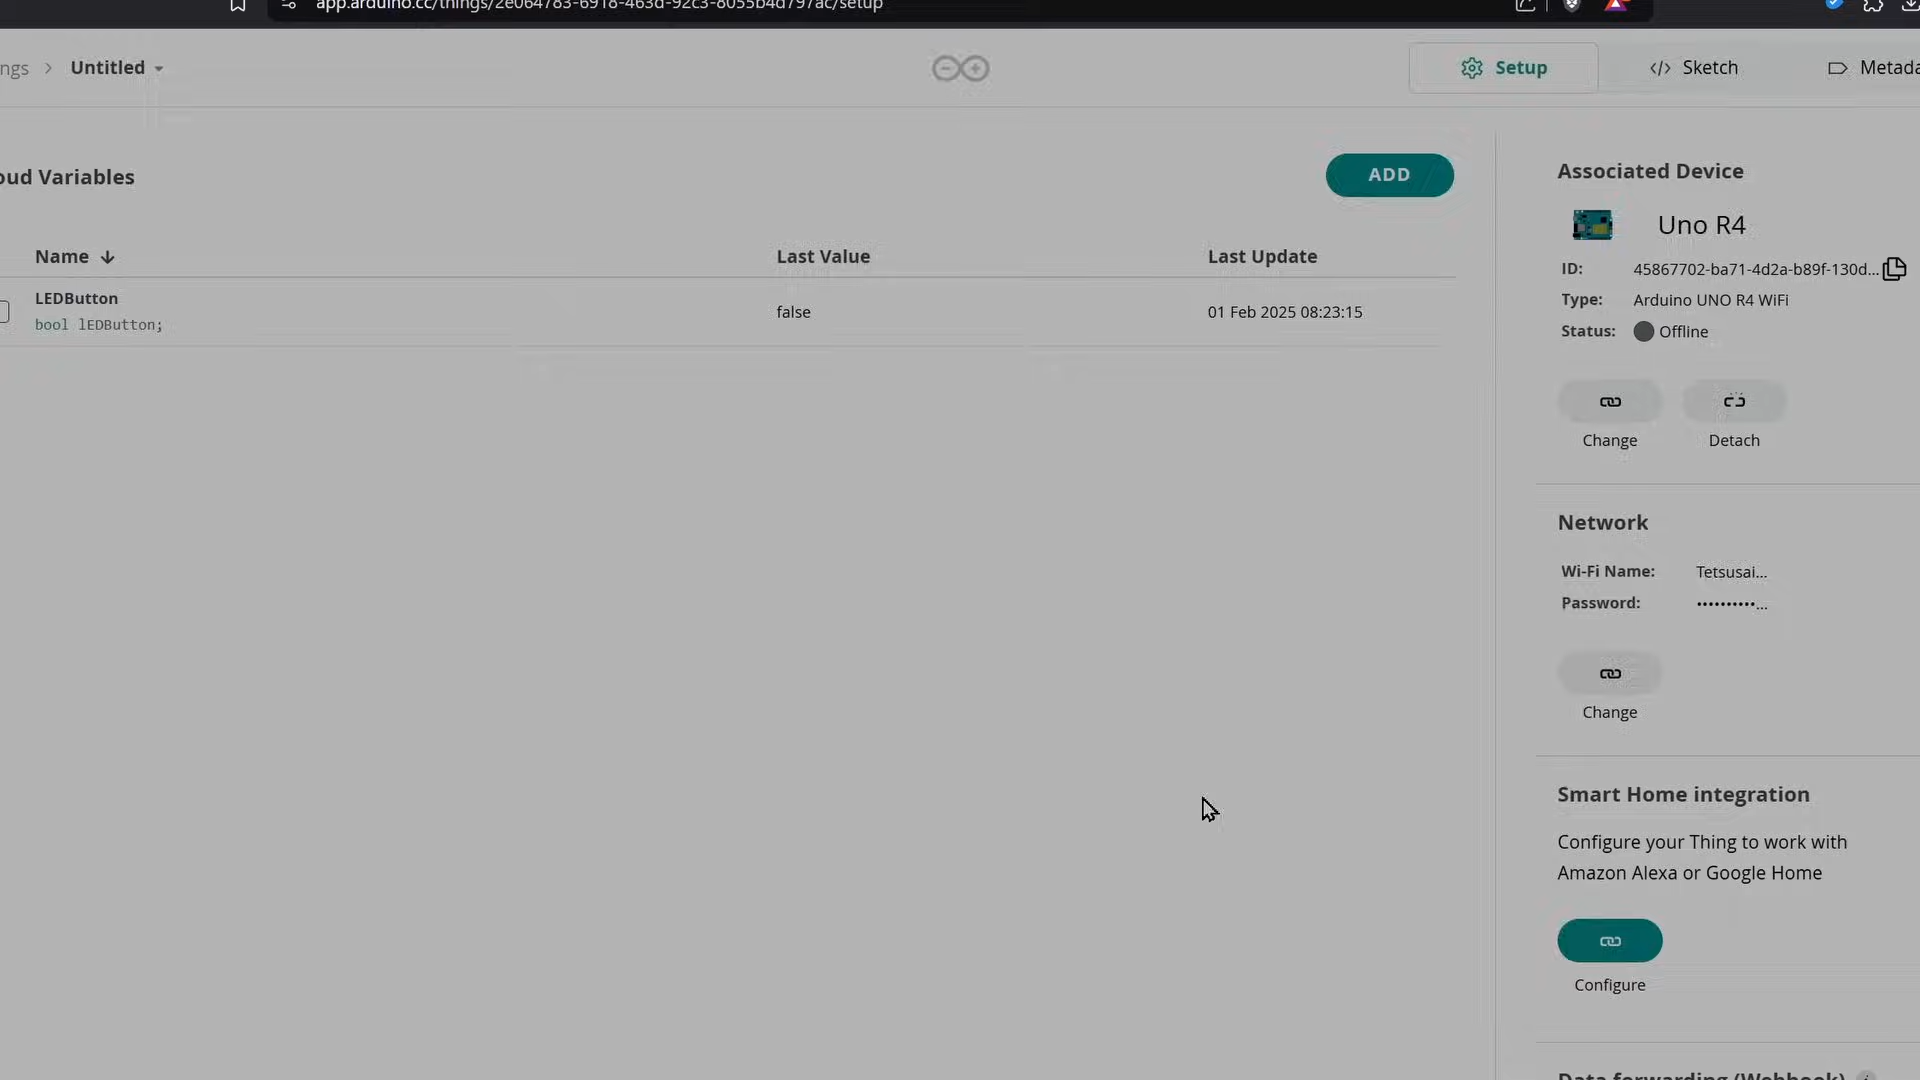 app.arduino.cc/things/2e064783-6918-463d-92c3-8055b4d797ac/setup
ngs > Untitled
Setup
</> Sketch
Metada
oud Variables
ADD
Name
Last Value
Last Update
LEDButton
bool lEDButton;
false
01 Feb 2025 08:23:15
Associated Device
Uno R4
ID: 45867702-ba71-4d2a-b89f-130d...
Type: Arduino UNO R4 WiFi
Status: Offline
Change
Detach
Network
Wi-Fi Name: Tetsusai...
Password: ••••••••••...
Change
Smart Home integration
Configure your Thing to work with
Amazon Alexa or Google Home
Configure
Data forwarding (Webhook)